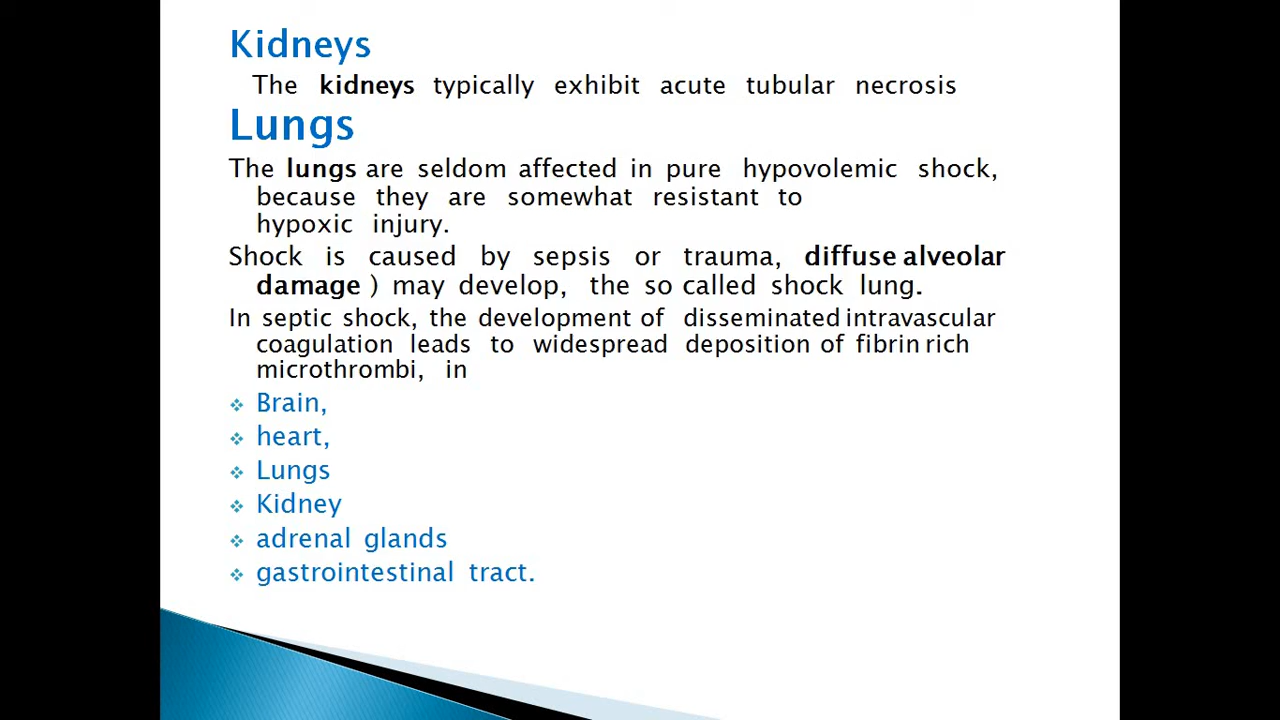 Kidneys
The kidneys typically exhibit acute tubular necrosis
Lungs
The lungs are seldom affected in pure hypovolemic shock,
because they are somewhat resistant to
hypoxic injury.
Shock is caused by sepsis or trauma, diffuse alveolar
damage ) may develop, the so called shock lung.
In septic shock, the development of disseminated intravascular
coagulation leads to widespread deposition of fibrin rich
microthrombi, in
Brain,
heart,
Lungs
Kidney
adrenal glands
gastrointestinal tract.